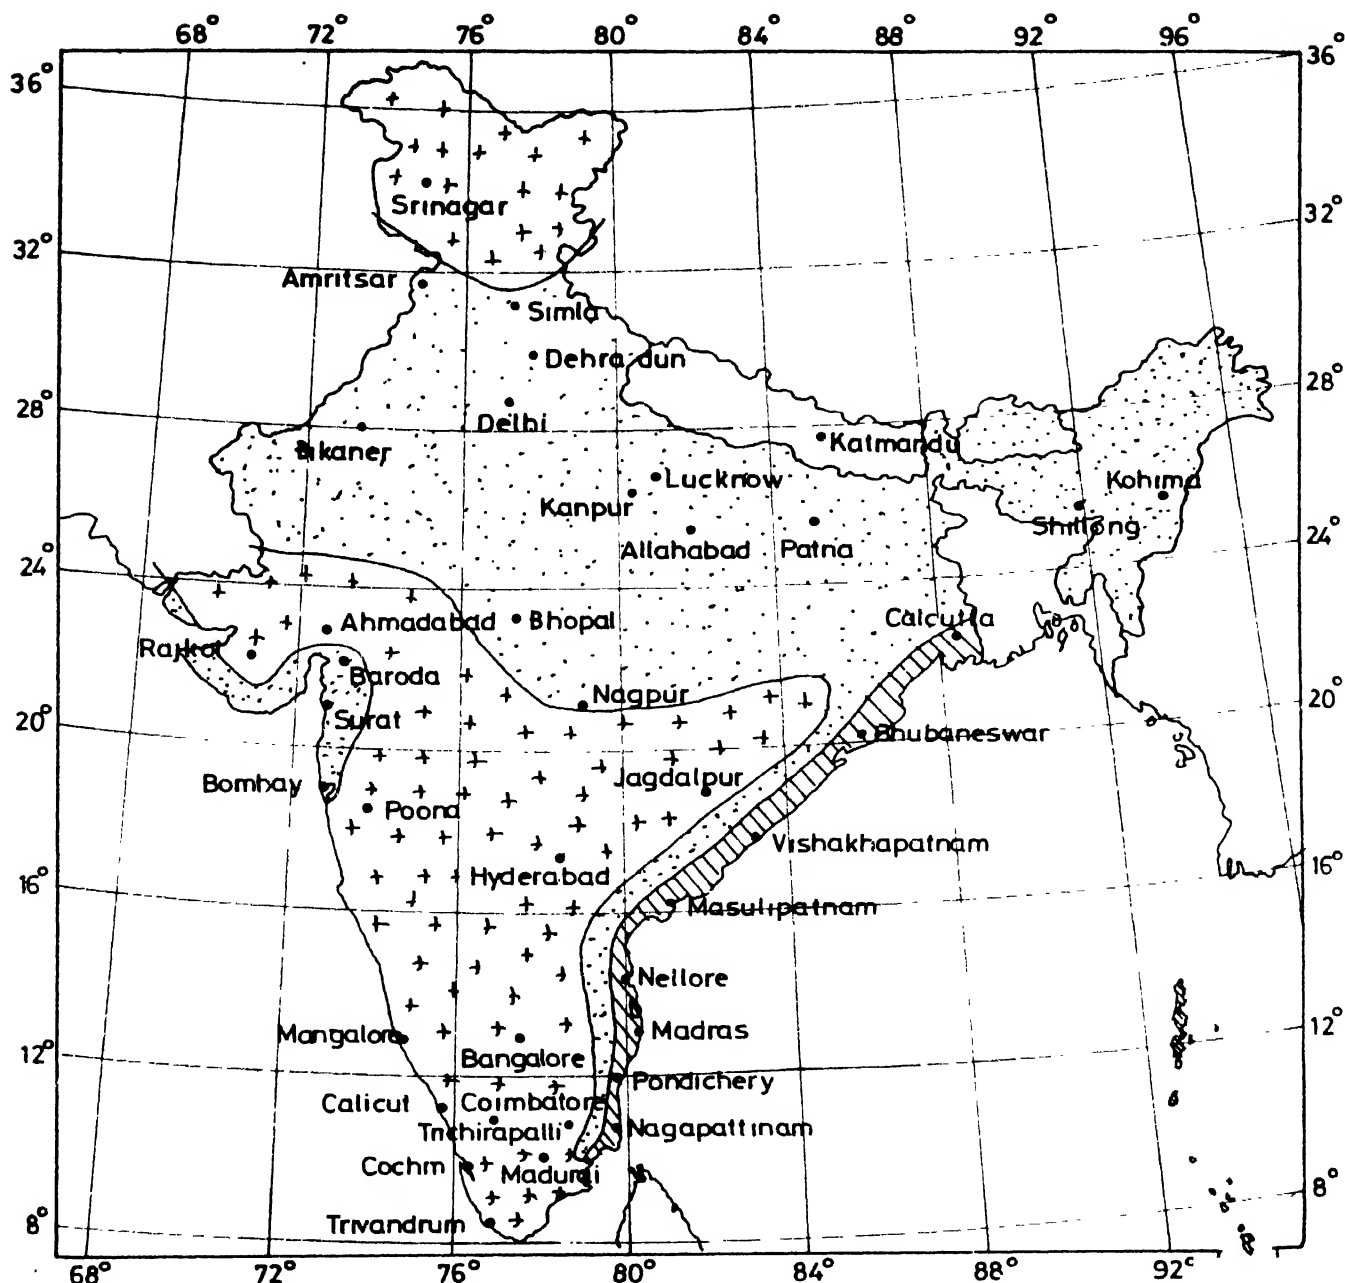 68° 72° 76° 80° 84° 88° 92° 96°
36° 36°
Srinagar
32° 32°
Amritsar
Simla
Dehra dun
28° 28°
Delhi
Bikaner
Katmandu
Lucknow
Kohima
Kanpur
Shillong
Allahabad Patna
24° 24°
Ahmadabad Bhopal Calcutta
Rajkot
Baroda
Nagpur
20° 20°
Surat
Bhubaneswar
Bombay Jagdalpur
Poona
Vishakhapatnam
16° 16°
Hyderabad
Masulipatnam
Nellore
Mangalore Madras
12° 12°
Bangalore
Pondichery
Calicut Coimbatore
Trichirapalli Nagapattinam
Cochin Madurai
8° 8°
Trivandrum
68° 72° 76° 80° 84° 88° 92°